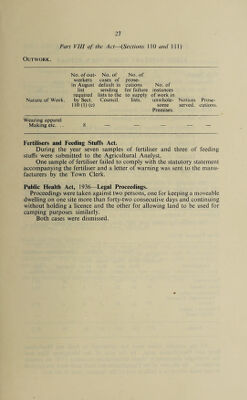 27
Part VIII of the Act—(Sections 110 and 111)
OUTWORK.
Nature of Work.
No. of out-workers in August list required by Sect. 110 (1) (c)
No. of cases of default in sending lists to the Council.
No. of prosecutions for failure to supply lists.
No. of instances of work in unwholesome Premises.
Notices served.
Prosecutions.
Wearing apparel
Making etc. . . 8 — — — — —
Fertilisers and Feeding Stuffs Act.
During the year seven samples of fertiliser and three of feeding
stuffs were submitted to the Agricultural Analyst.
One sample of fertiliser failed to comply with the statutory statement
accompanying the fertiliser and a letter of warning was sent to the manu-
facturers by the Town Clerk.
Public Health Act, 1936—Legal Proceedings.
Proceedings were taken against two persons, one for keeping a moveable
dwelling on one site more than forty-two consecutive days and continuing
without holding a licence and the other for allowing land to be used for
camping purposes similarly.
Both cases were dismissed.